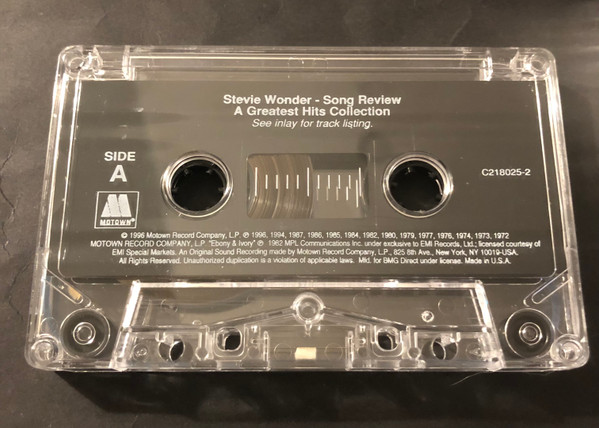 Stevie Wonder - Song Review
A Greatest Hits Collection
See inlay for track listing.
SIDE
A
C218025-2
MOTOWN
© 1996 Motown Record Company, L.P. ℗ 1996, 1994, 1987, 1986, 1985, 1984, 1982, 1980, 1979, 1977, 1976, 1974, 1973, 1972
MOTOWN RECORD COMPANY, L.P. "Ebony & Ivory" ℗ 1982 MPL Communications Inc. under exclusive to EMI Records, Ltd.; licensed courtesy of
EMI Special Markets. An Original Sound Recording made by Motown Record Company, L.P., 825 8th Ave., New York, NY 10019-USA.
All Rights Reserved. Unauthorized duplication is a violation of applicable laws. Mfd. for BMG Direct under license. Made in U.S.A.